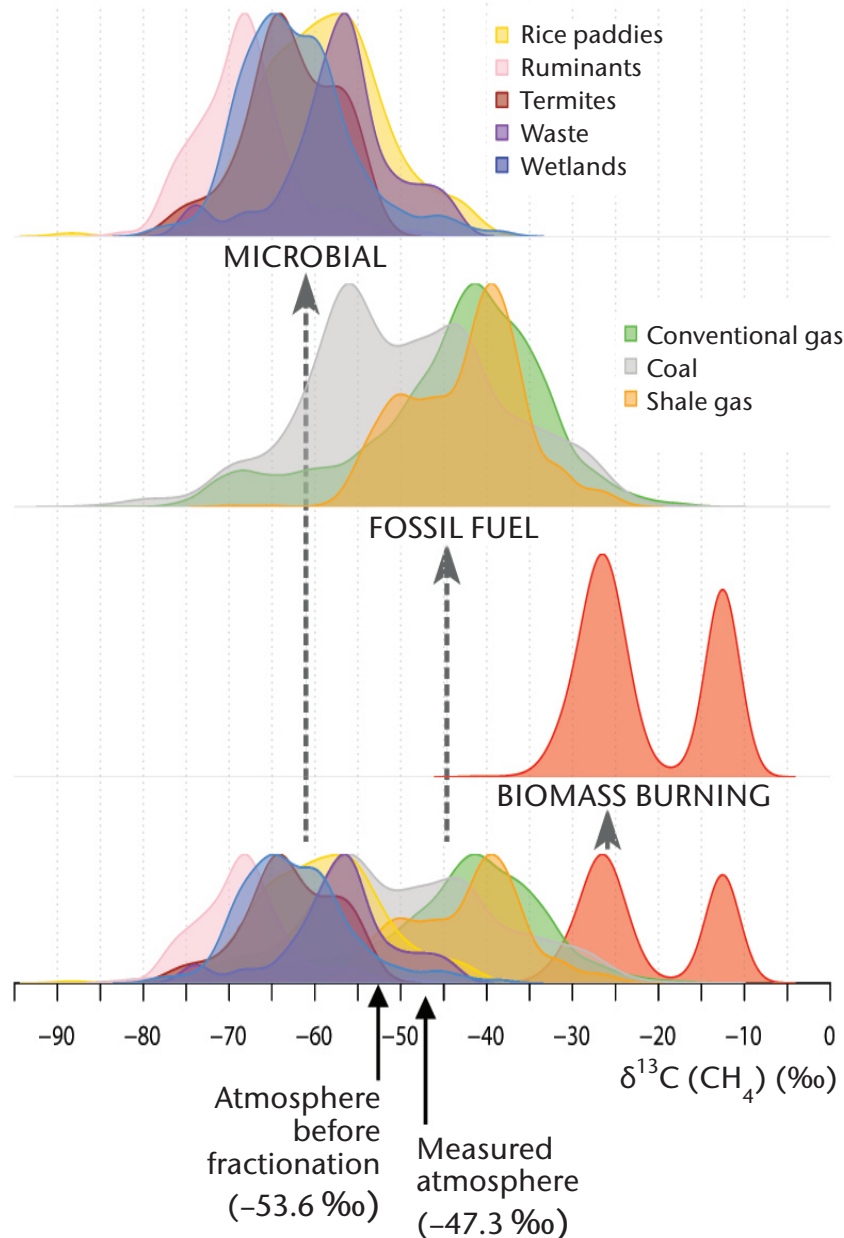 Rice paddies
Ruminants
Termites
Waste
Wetlands
MICROBIAL
Conventional gas
Coal
Shale gas
FOSSIL FUEL
BIOMASS BURNING
−90 −80 −70 −60 −50 −40 −30 −20 −10 0
δ¹³C (CH₄) (‰)
Atmosphere
before
fractionation
(−53.6 ‰)
Measured
atmosphere
(−47.3 ‰)